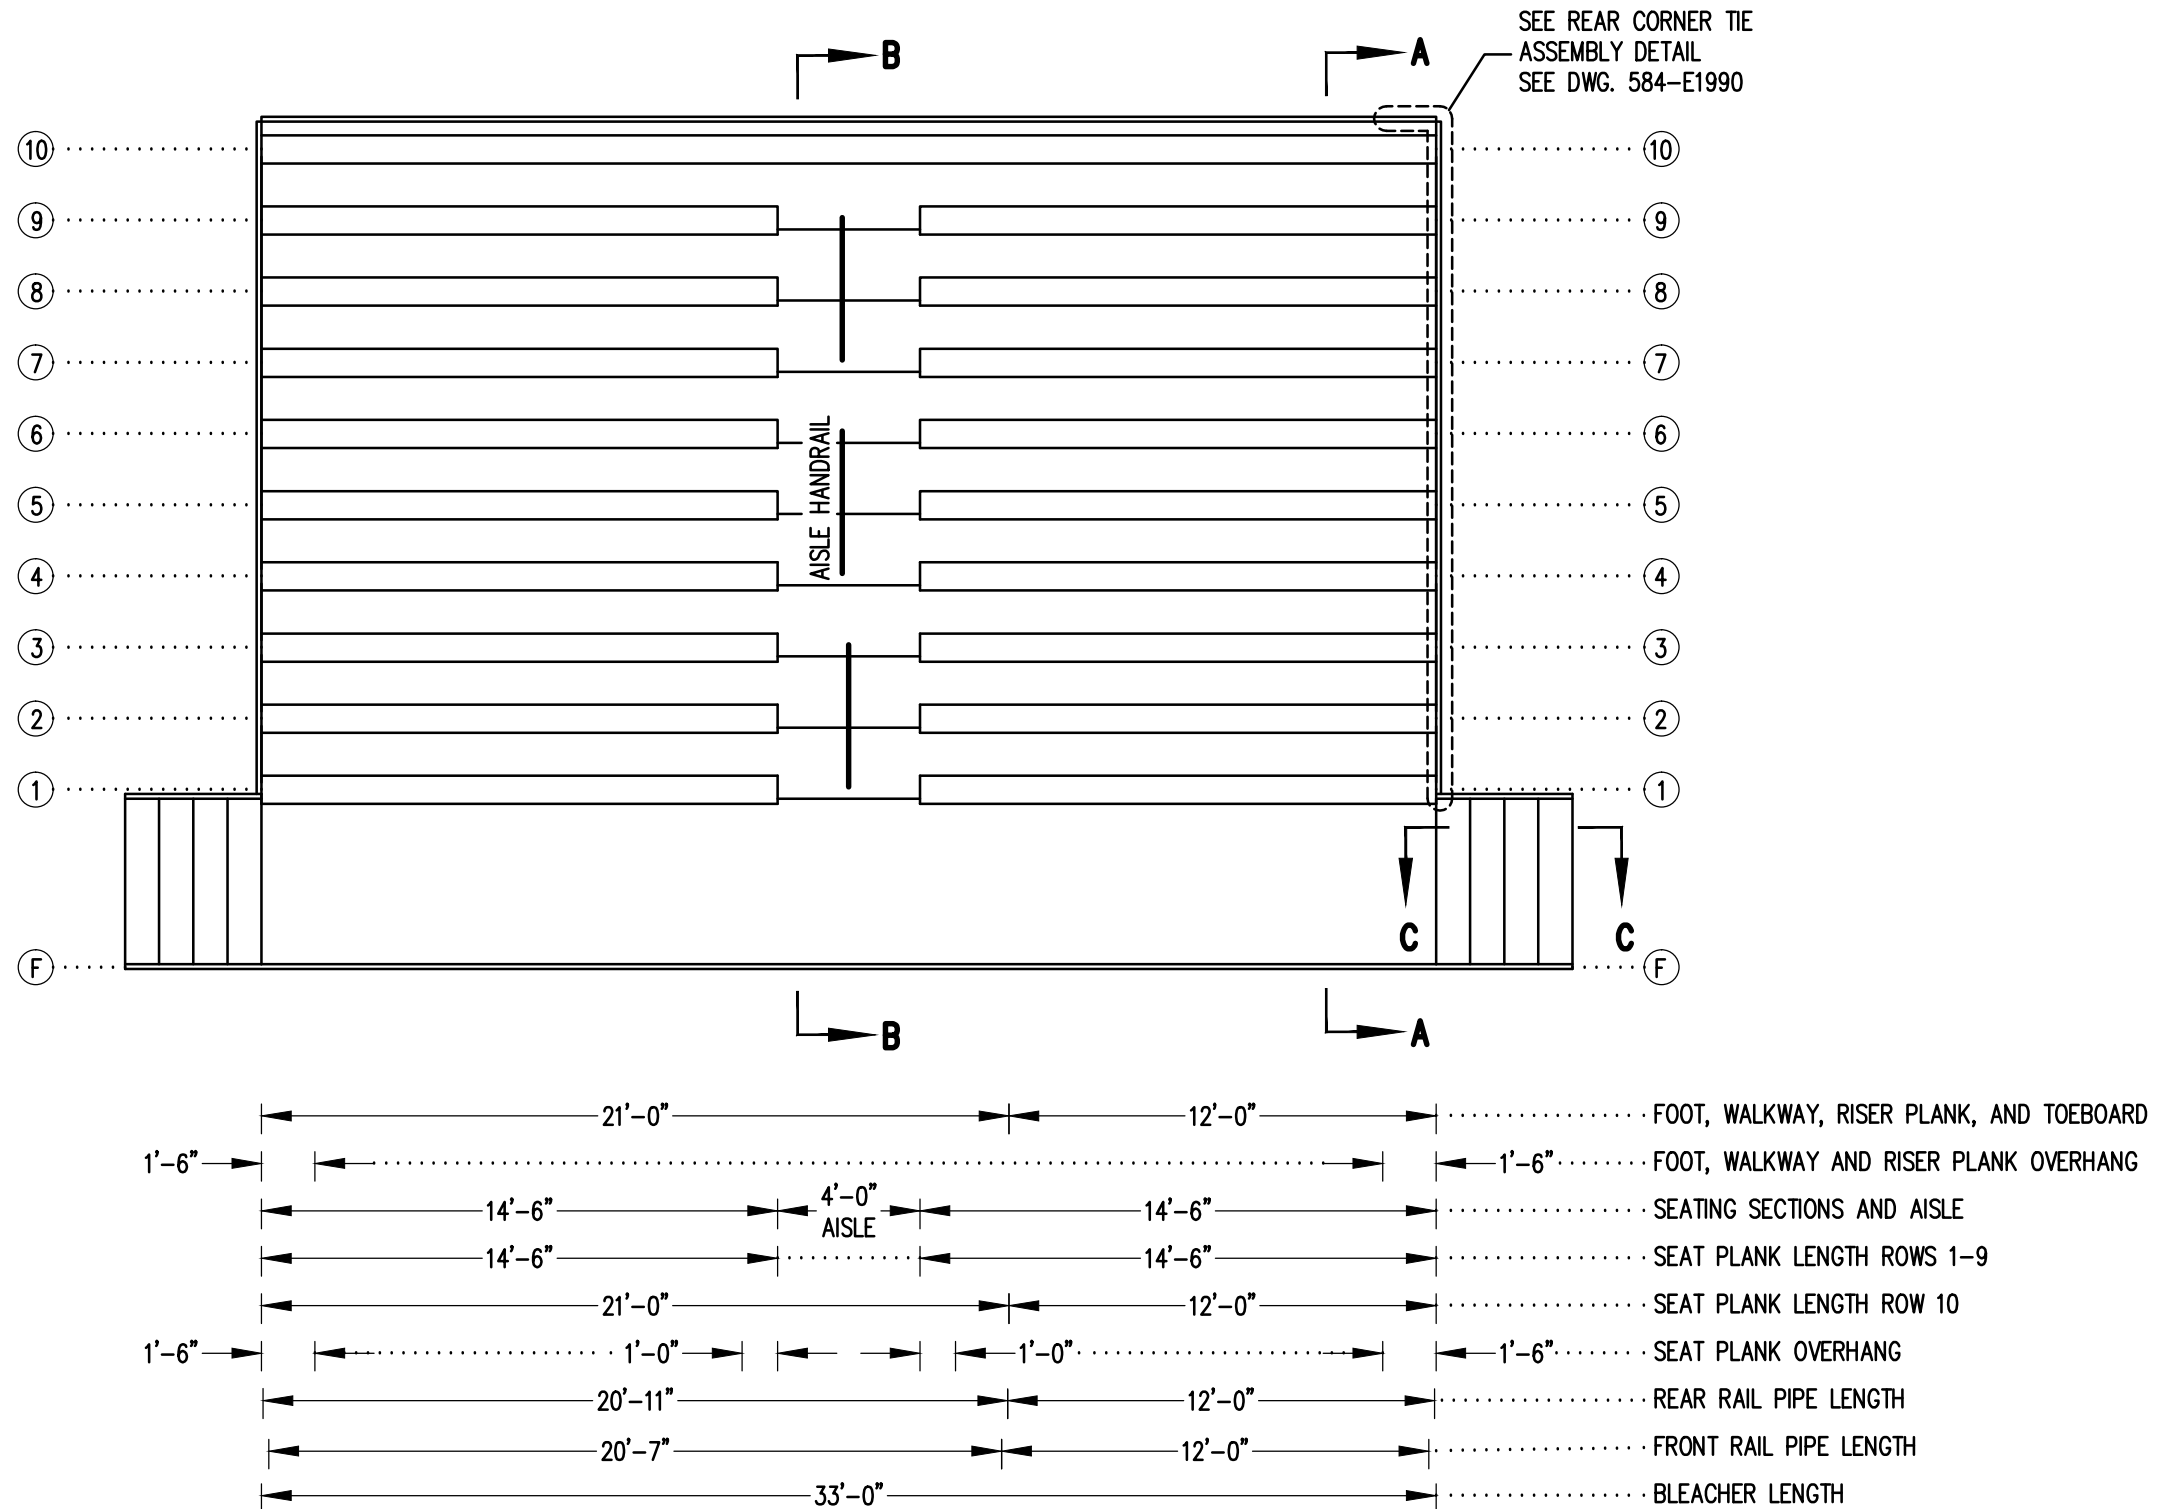 SEE REAR CORNER TIE
ASSEMBLY DETAIL
SEE DWG. 584-E1990
B A
10 10
9 9
8 8
7 7
6 6
AISLE HANDRAIL
5 5
4 4
3 3
2 2
1 1
C C
F F
B A
21'-0" 12'-0" FOOT, WALKWAY, RISER PLANK, AND TOEBOARD
1'-6" 1'-6" FOOT, WALKWAY AND RISER PLANK OVERHANG
14'-6" 4'-0" 14'-6" SEATING SECTIONS AND AISLE
AISLE
14'-6" 14'-6" SEAT PLANK LENGTH ROWS 1-9
21'-0" 12'-0" SEAT PLANK LENGTH ROW 10
1'-6" 1'-0" 1'-0" 1'-6" SEAT PLANK OVERHANG
20'-11" 12'-0" REAR RAIL PIPE LENGTH
20'-7" 12'-0" FRONT RAIL PIPE LENGTH
33'-0" BLEACHER LENGTH